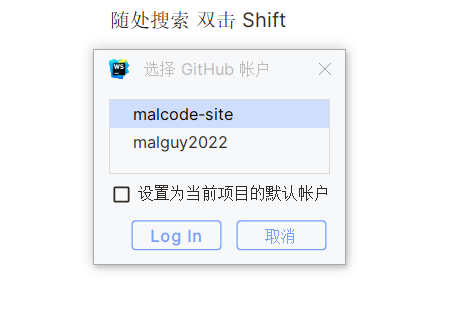 随处搜索 双击 Shift
WS
选择 GitHub 帐户
malcode-site
malguy2022
设置为当前项目的默认帐户
Log In
取消